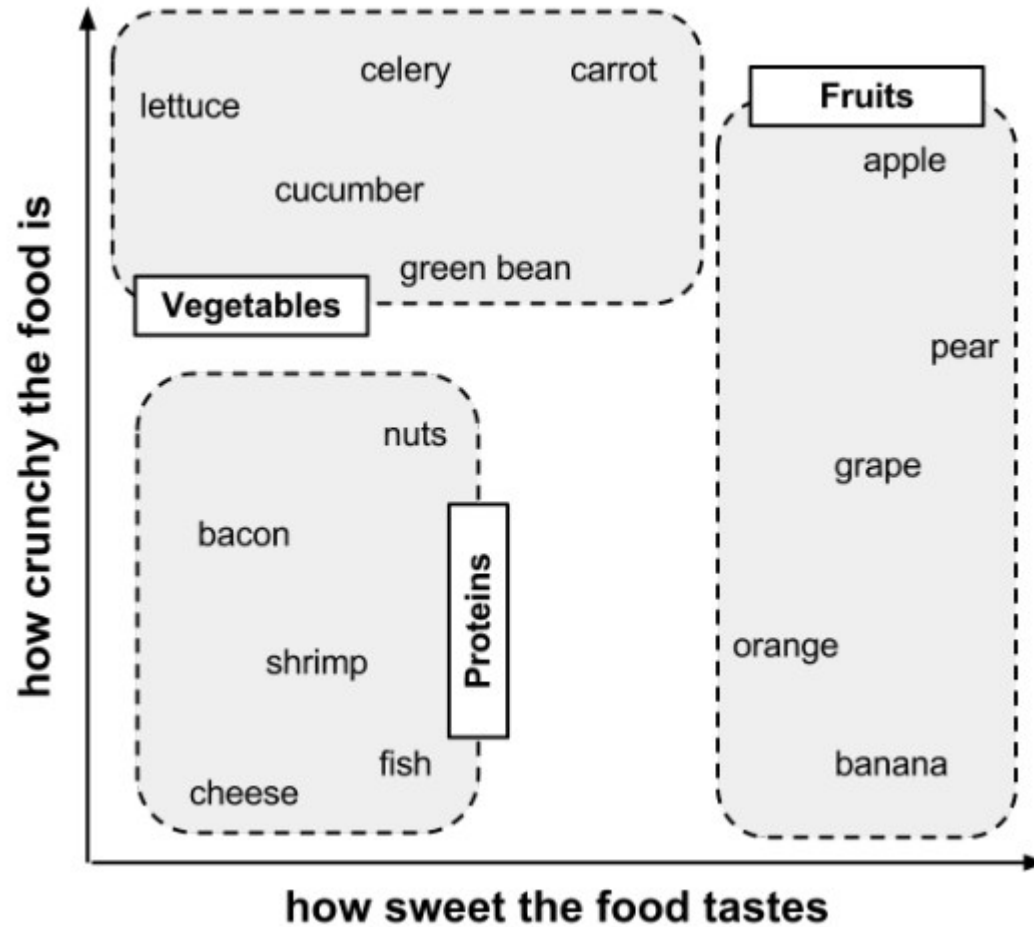 how crunchy the food is
celery
carrot
lettuce
cucumber
green bean
Vegetables
Fruits
apple
pear
grape
orange
banana
nuts
bacon
shrimp
fish
cheese
Proteins
how sweet the food tastes